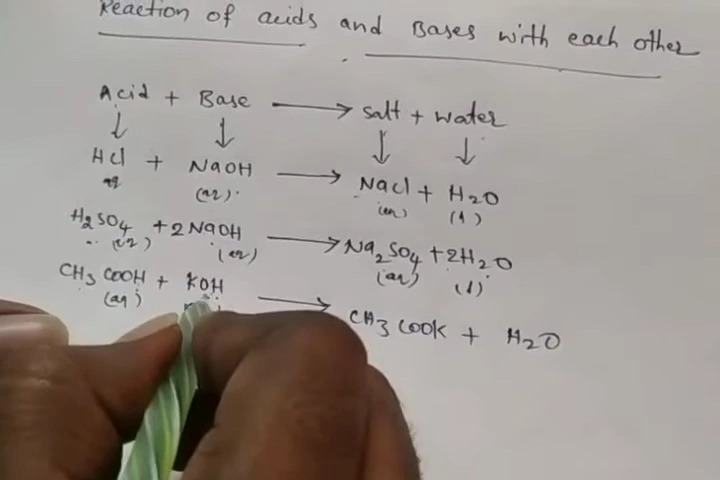 Reaction of acids and Bases with each other
Acid + Base ⟶ salt + water
↓ ↓ ↓ ↓
HCl + NaOH ⟶ NaCl + H₂O
aq (aq) (aq) (l)
H₂SO₄ + 2NaOH ⟶ Na₂SO₄ + 2H₂O
(aq) (aq) (aq) (l)
CH₃COOH + KOH ⟶ CH₃COOK + H₂O
(aq)